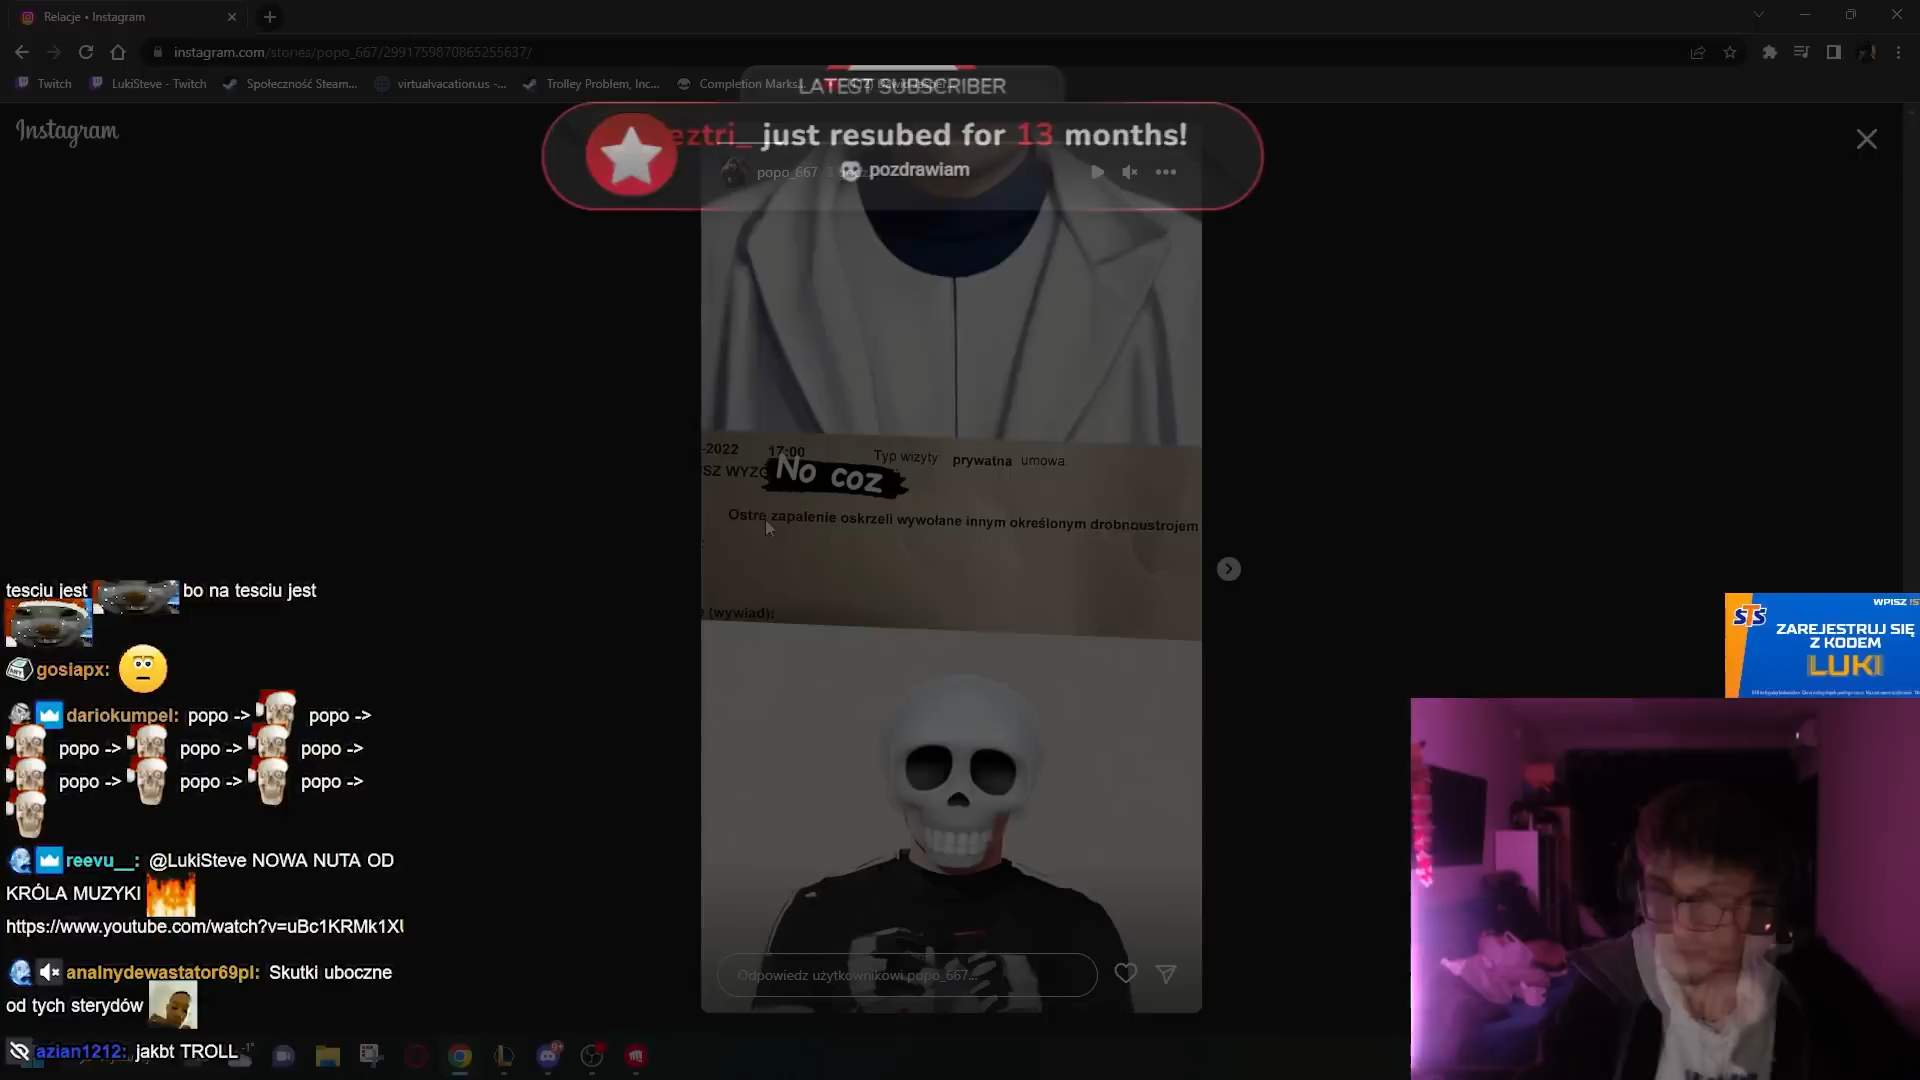 Relacje • Instagram
instagram.com/stories/popo_667/2991759870865255637/
Twitch
LukiSteve - Twitch
Społeczność Steam...
virtualvacation.us -...
Trolley Problem, Inc...
Completion Marks...
LATEST SUBSCRIBER
Instagram
eztri_ just resubed for 13 months!
popo_667
pozdrawiam
-2022 17:00 Typ wizyty prywatna umowa
No coz
Ostre zapalenie oskrzeli wywołane innym określonym drobnoustrojem
(wywiad):
tesciu jest bo na tesciu jest
gosiapx:
dariokumpel: popo -> popo ->
popo -> popo -> popo ->
popo -> popo -> popo ->
reevu__: @LukiSteve NOWA NUTA OD
KRÓLA MUZYKI
https://www.youtube.com/watch?v=uBc1KRMk1XU
analnydewastator69pl: Skutki uboczne
od tych sterydów
azian1212: jakbt TROLL
Odpowiedz użytkownikowi popo_667...
WPISZ
STS
ZAREJESTRUJ SIĘ
Z KODEM
LUKI
-1°
9+